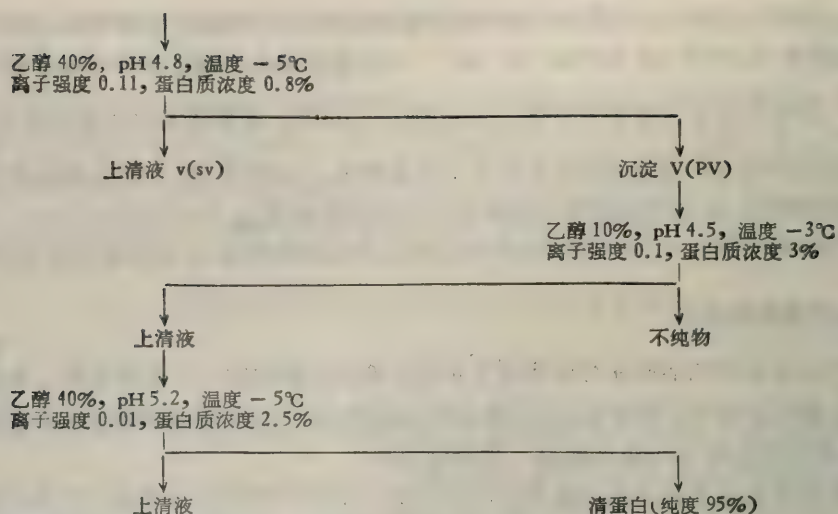 乙醇 40%, pH 4.8, 温度 -5℃
离子强度 0.11, 蛋白质浓度 0.8%
上清液 v(sv)
沉淀 V(PV)
乙醇 10%, pH 4.5, 温度 -3℃
离子强度 0.1, 蛋白质浓度 3%
上清液
不纯物
乙醇 40%, pH 5.2, 温度 -5℃
离子强度 0.01, 蛋白质浓度 2.5%
上清液
清蛋白(纯度 95%)